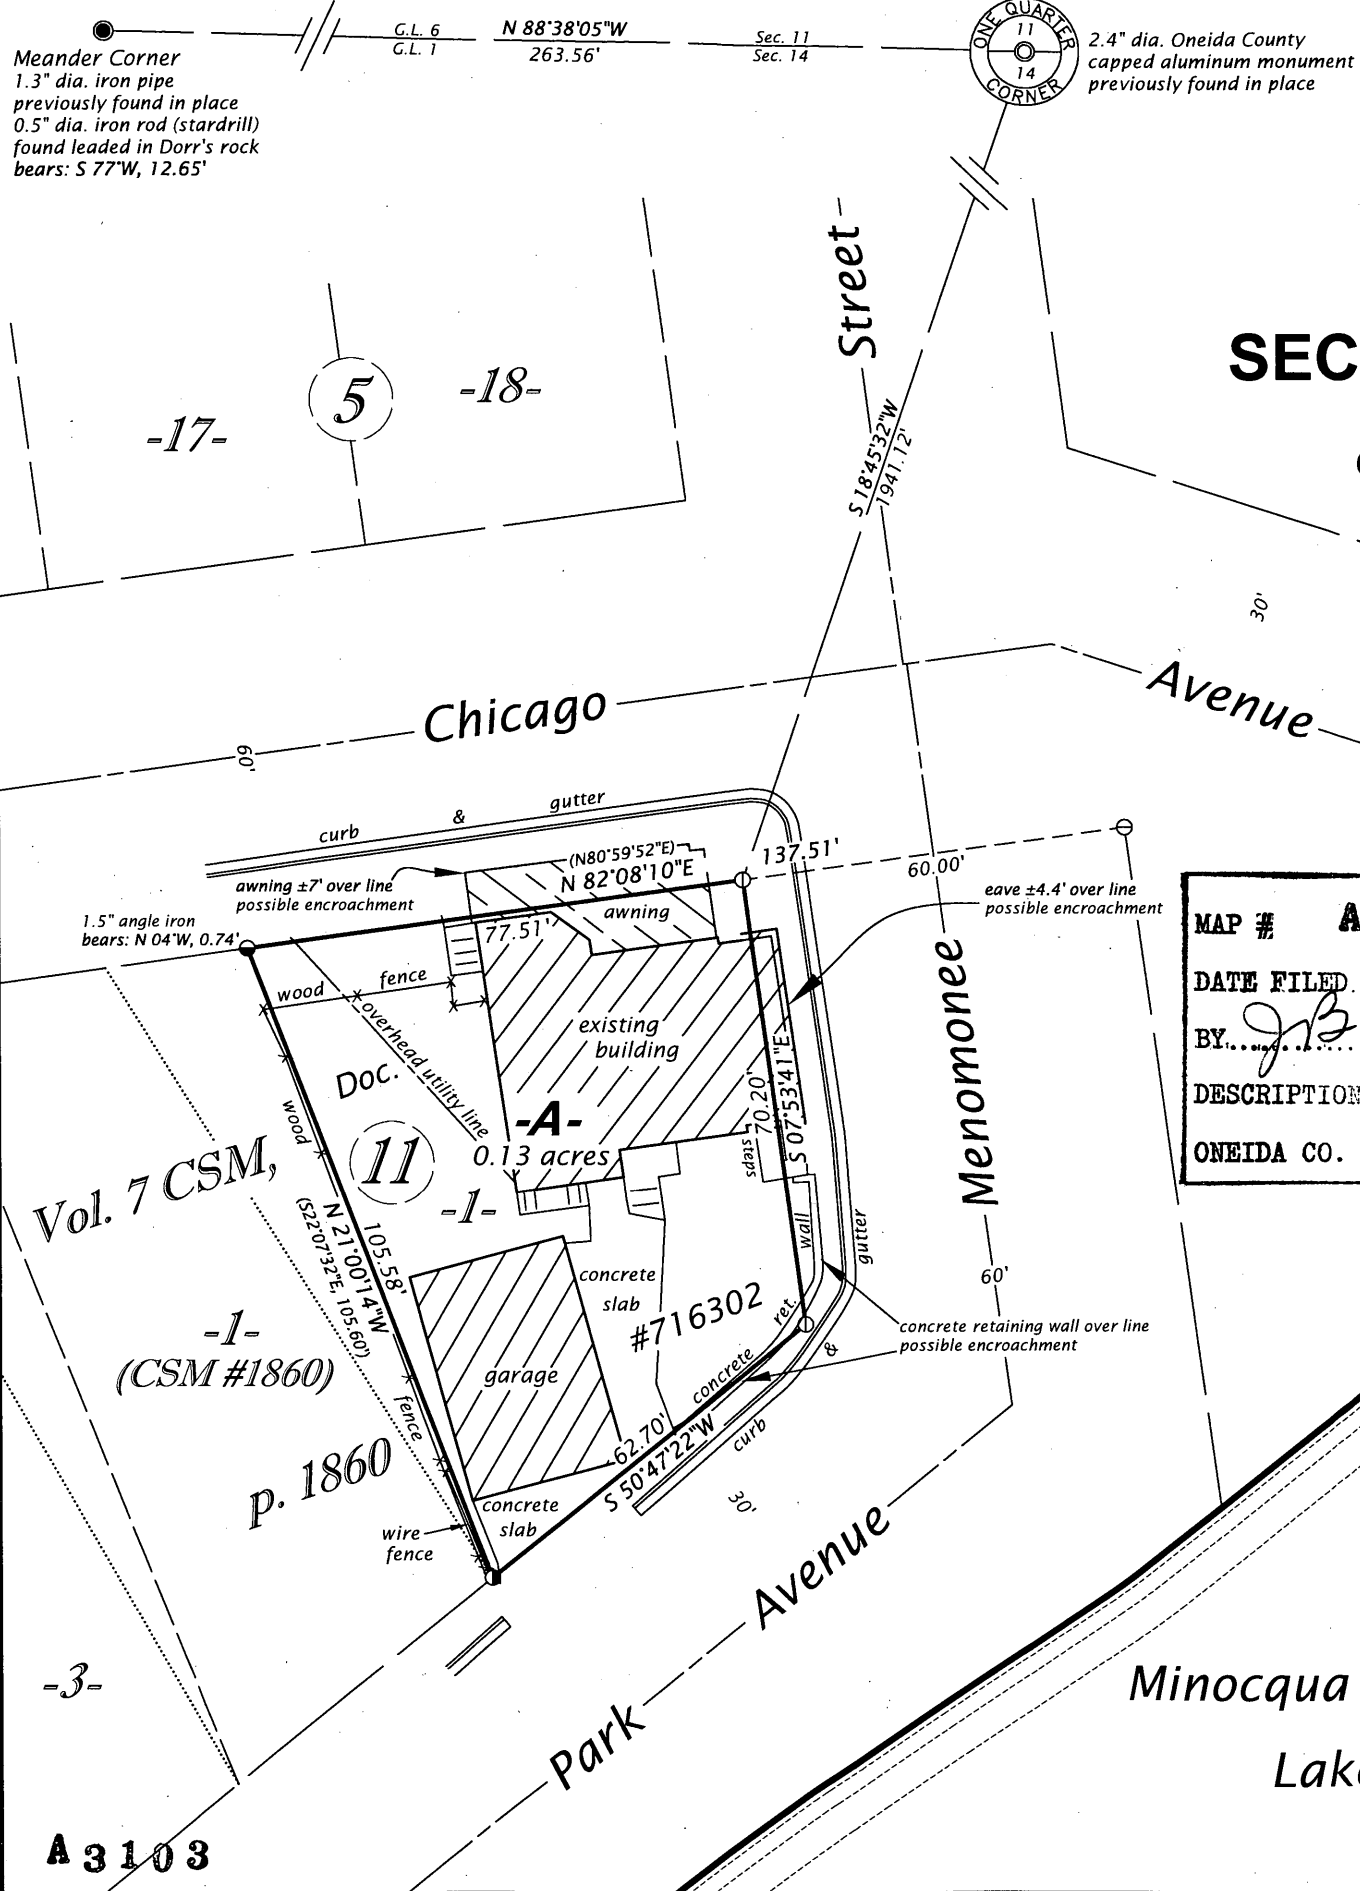 G.L. 6
G.L. 1
N 88°38'05"W
263.56'
Sec. 11
Sec. 14
ONE QUARTER
11
14
CORNER
2.4" dia. Oneida County
capped aluminum monument
previously found in place
Meander Corner
1.3" dia. iron pipe
previously found in place
0.5" dia. iron rod (stardrill)
found leaded in Dorr's rock
bears: S 77°W, 12.65'
Street
SEC
-17-
5
-18-
S 18°45'32"W
1941.12'
30'
Chicago
Avenue
60'
curb
&
gutter
(N80°59'52"E)
N 82°08'10"E
137.51'
60.00'
awning ±7' over line
possible encroachment
eave ±4.4' over line
possible encroachment
1.5" angle iron
bears: N 04°W, 0.74'
77.51'
awning
wood
fence
overhead utility line
existing
building
Doc.
-A-
0.13 acres
70.20'
S 07°53'41"E
steps
Menomonee
MAP # A
DATE FILED
BY JB
DESCRIPTION
ONEIDA CO.
wood
11
-1-
Vol. 7 CSM,
105.58'
N 21°00'14"W
(S22°07'32"E, 105.60')
wall
gutter
concrete
slab
#716302
ret.
60'
concrete retaining wall over line
possible encroachment
&
-1-
(CSM #1860)
garage
concrete
fence
62.70'
S 50°47'22"W
curb
p. 1860
30'
concrete
slab
wire
fence
Avenue
Park
-3-
Minocqua
Lak
A 3103